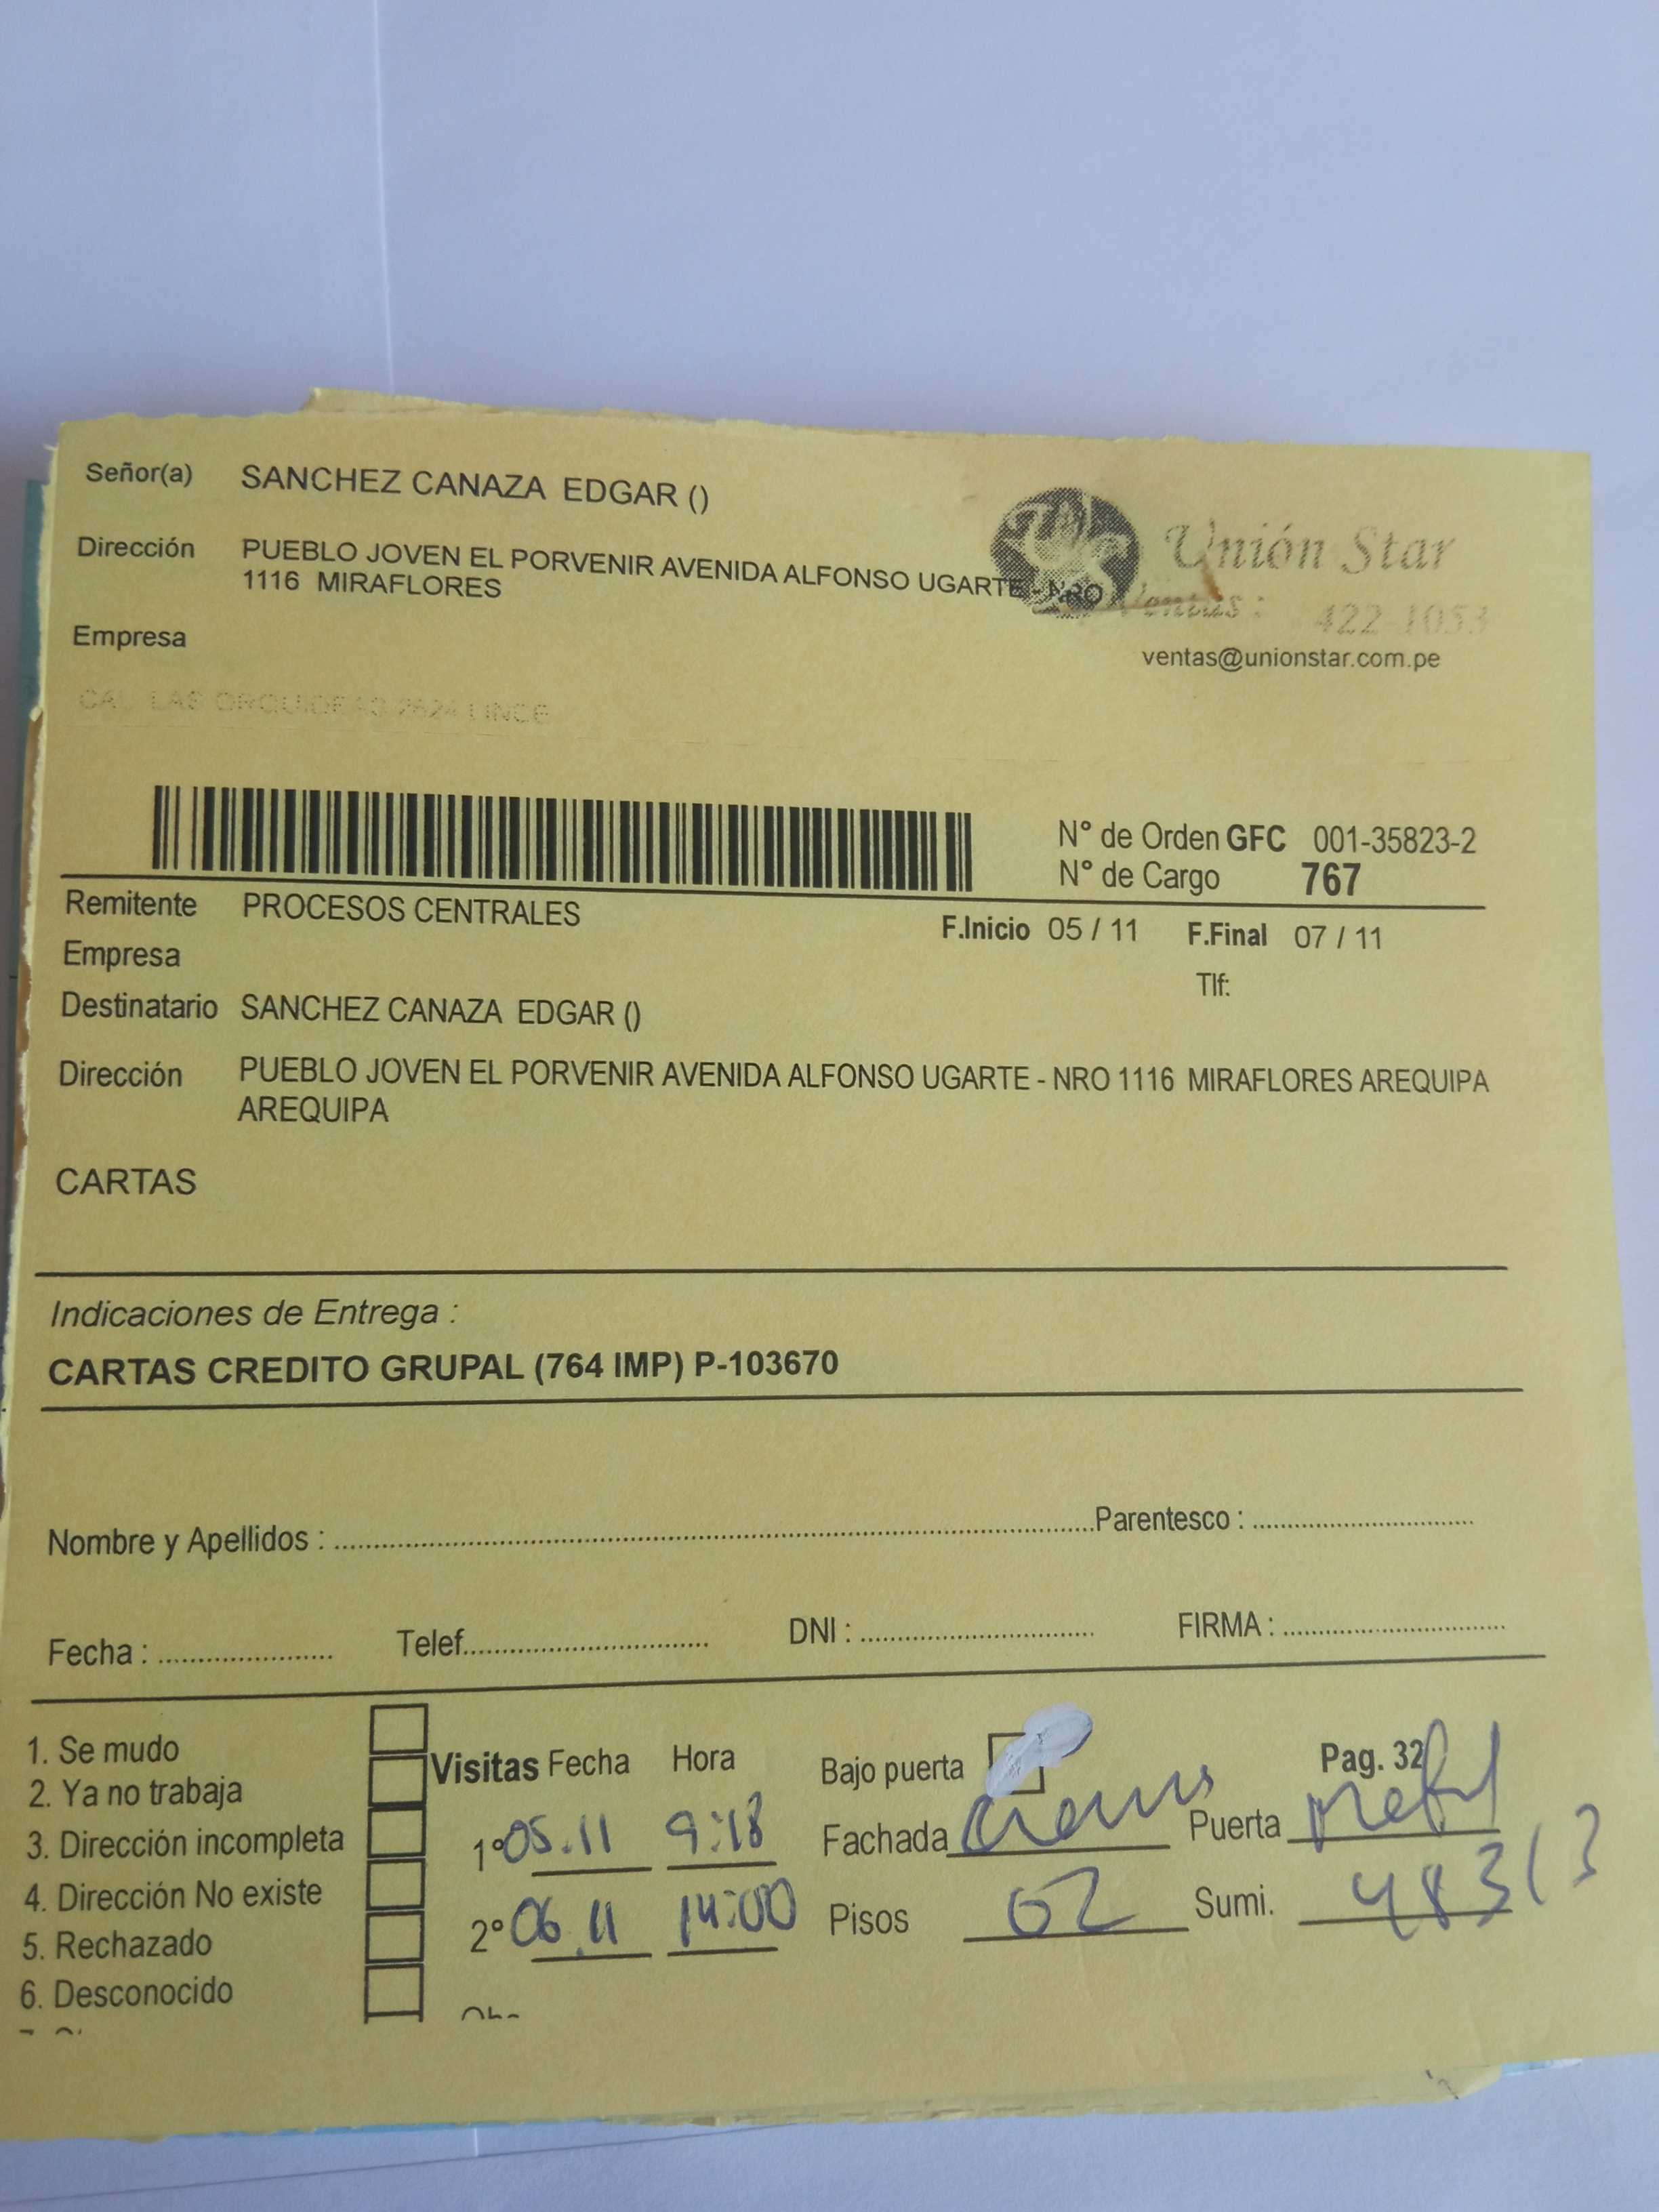 Señor(a) SANCHEZ CANAZA EDGAR ()
Dirección PUEBLO JOVEN EL PORVENIR AVENIDA ALFONSO UGARTE - NRO
1116 MIRAFLORES
Unión Star
Ventas: 422-1053
ventas@unionstar.com.pe
Empresa
CAL LAS ORQUIDEAS 2624 LINCE
N° de Orden GFC 001-35823-2
N° de Cargo 767
Remitente PROCESOS CENTRALES
F.Inicio 05 / 11 F.Final 07 / 11
Empresa
Tlf:
Destinatario SANCHEZ CANAZA EDGAR ()
Dirección PUEBLO JOVEN EL PORVENIR AVENIDA ALFONSO UGARTE - NRO 1116 MIRAFLORES AREQUIPA
AREQUIPA
CARTAS
Indicaciones de Entrega :
CARTAS CREDITO GRUPAL (764 IMP) P-103670
Nombre y Apellidos : Parentesco :
Fecha : Telef. DNI : FIRMA :
1. Se mudo
2. Ya no trabaja
3. Dirección incompleta
4. Dirección No existe
5. Rechazado
6. Desconocido
Visitas Fecha Hora
1° 05.11 9:18
2° 06.11 14:00
Bajo puerta Pag. 32
Fachada Puerta
Pisos 02 Sumi. 48313